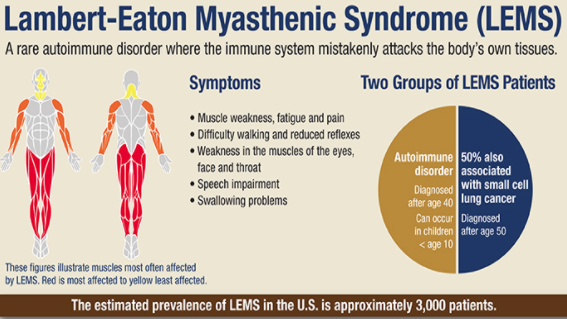 Lambert-Eaton Myasthenic Syndrome (LEMS)
A rare autoimmune disorder where the immune system mistakenly attacks the body's own tissues.
Symptoms
• Muscle weakness, fatigue and pain
• Difficulty walking and reduced reflexes
• Weakness in the muscles of the eyes,
face and throat
• Speech impairment
• Swallowing problems
Two Groups of LEMS Patients
Autoimmune
disorder
Diagnosed
after age 40
Can occur
in children
< age 10
50% also
associated
with small cell
lung cancer
Diagnosed
after age 50
These figures illustrate muscles most often affected
by LEMS. Red is most affected to yellow least affected.
The estimated prevalence of LEMS in the U.S. is approximately 3,000 patients.